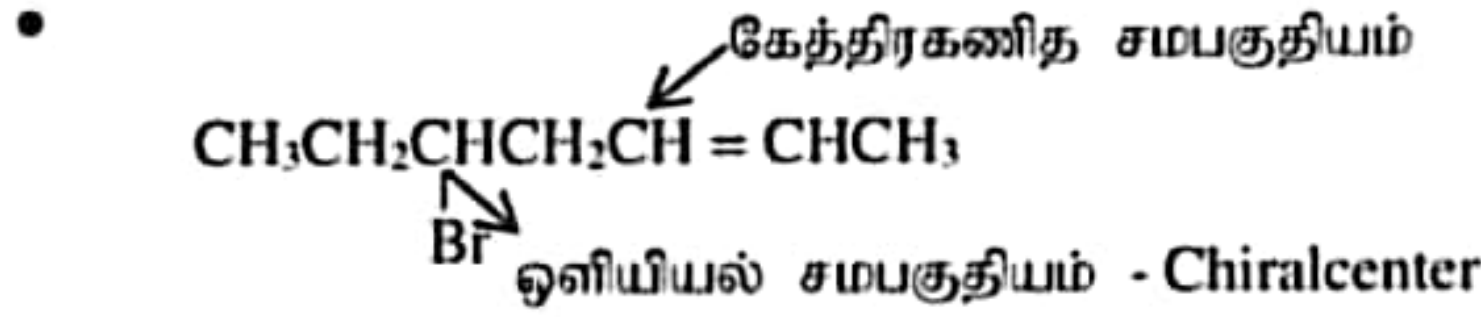 கேத்திரகணித சமபகுதியம்
CH₃CH₂CHCH₂CH = CHCH₃
Br
ஒளியியல் சமபகுதியம் - Chiralcenter